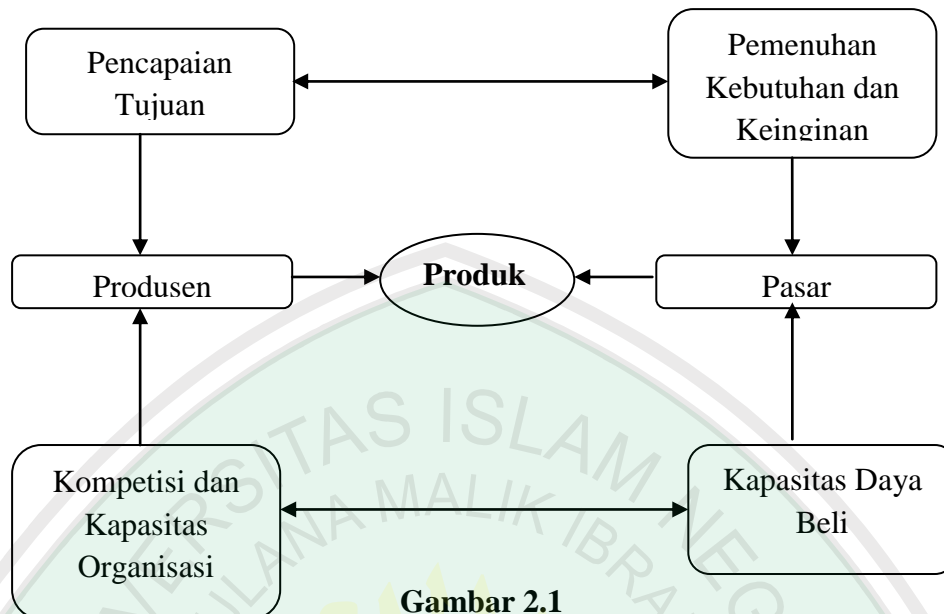 Pencapaian
Tujuan
Pemenuhan
Kebutuhan dan
Keinginan
Produsen
Produk
Pasar
Kompetisi dan
Kapasitas
Organisasi
Kapasitas Daya
Beli
Gambar 2.1